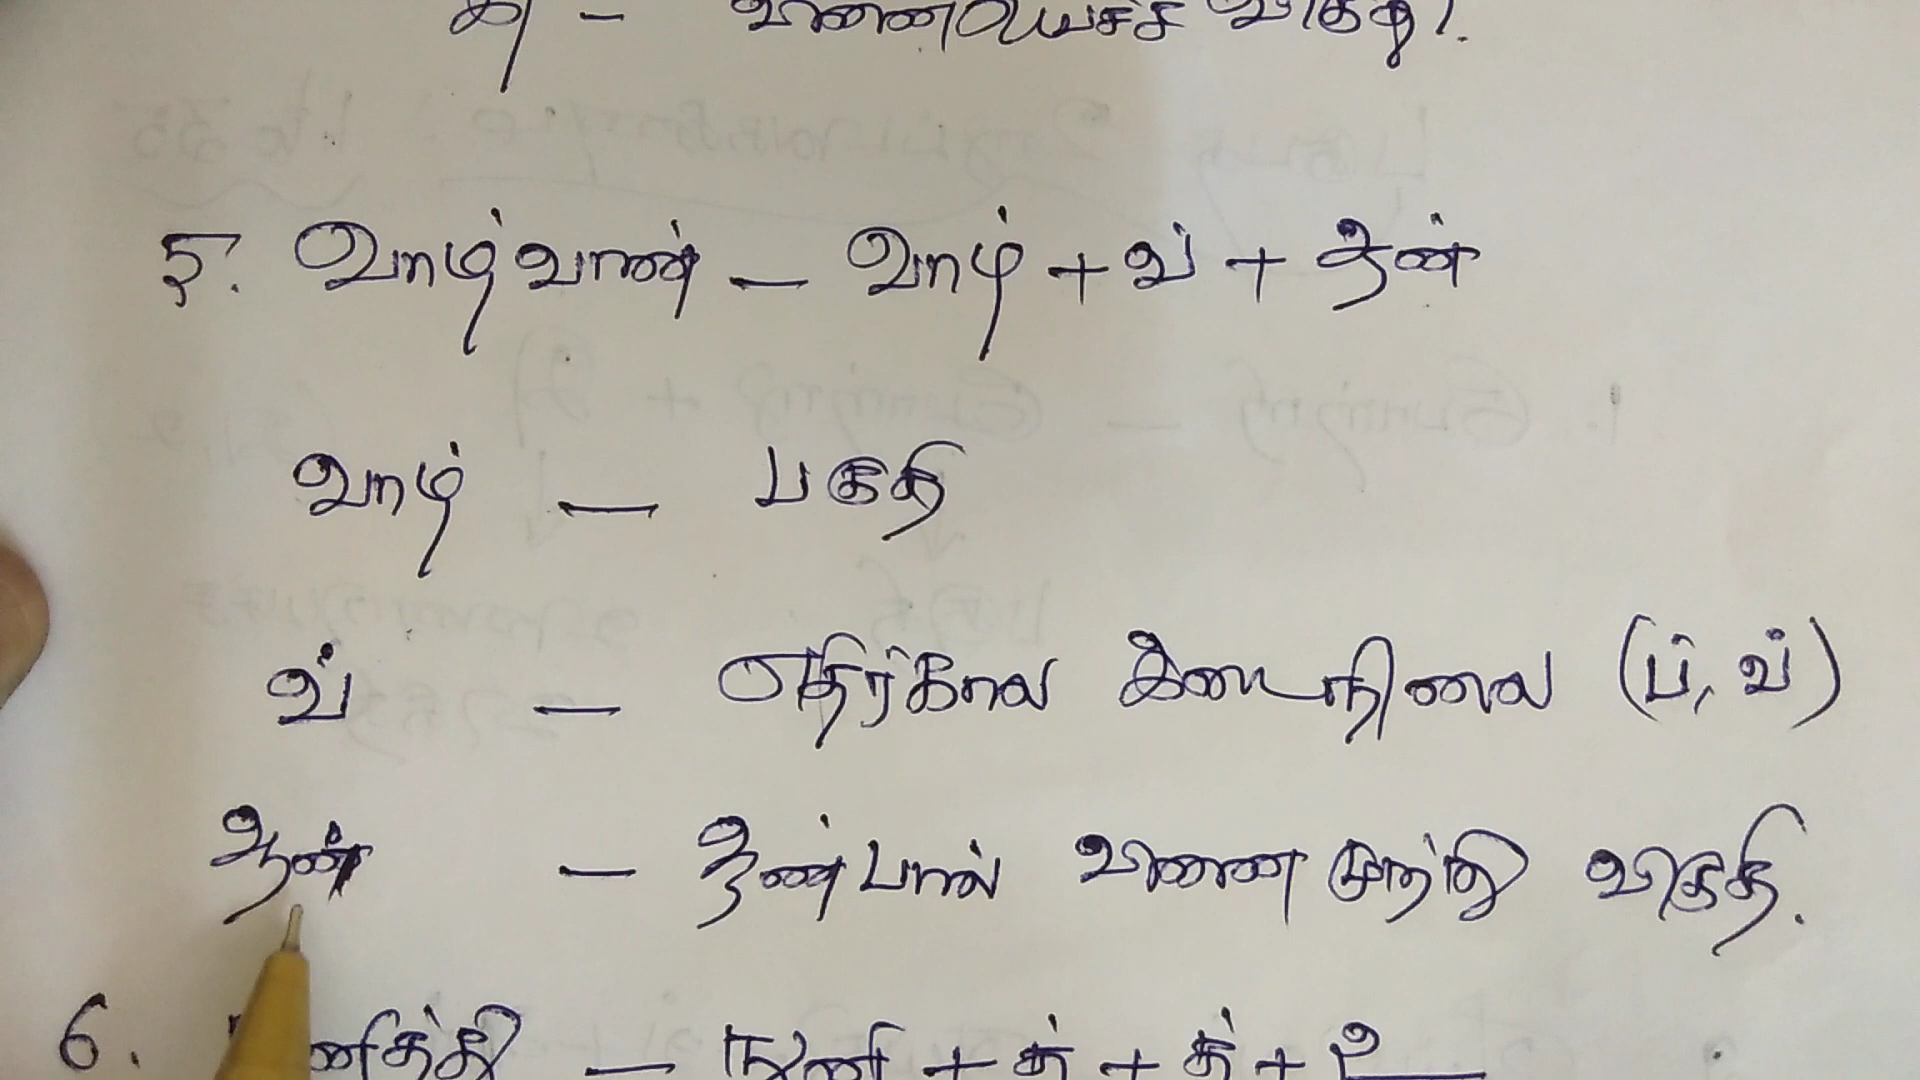 வினையெச்ச விகுதி.
5. வாழ்வான் - வாழ் + வ் + ஆன்
வாழ் - பகுதி
வ் - எதிர்கால இடைநிலை (ப், வ்)
ஆன் - ஆண்பால் வினைமுற்று விகுதி.
6. - நுனி + த் + த் + உ